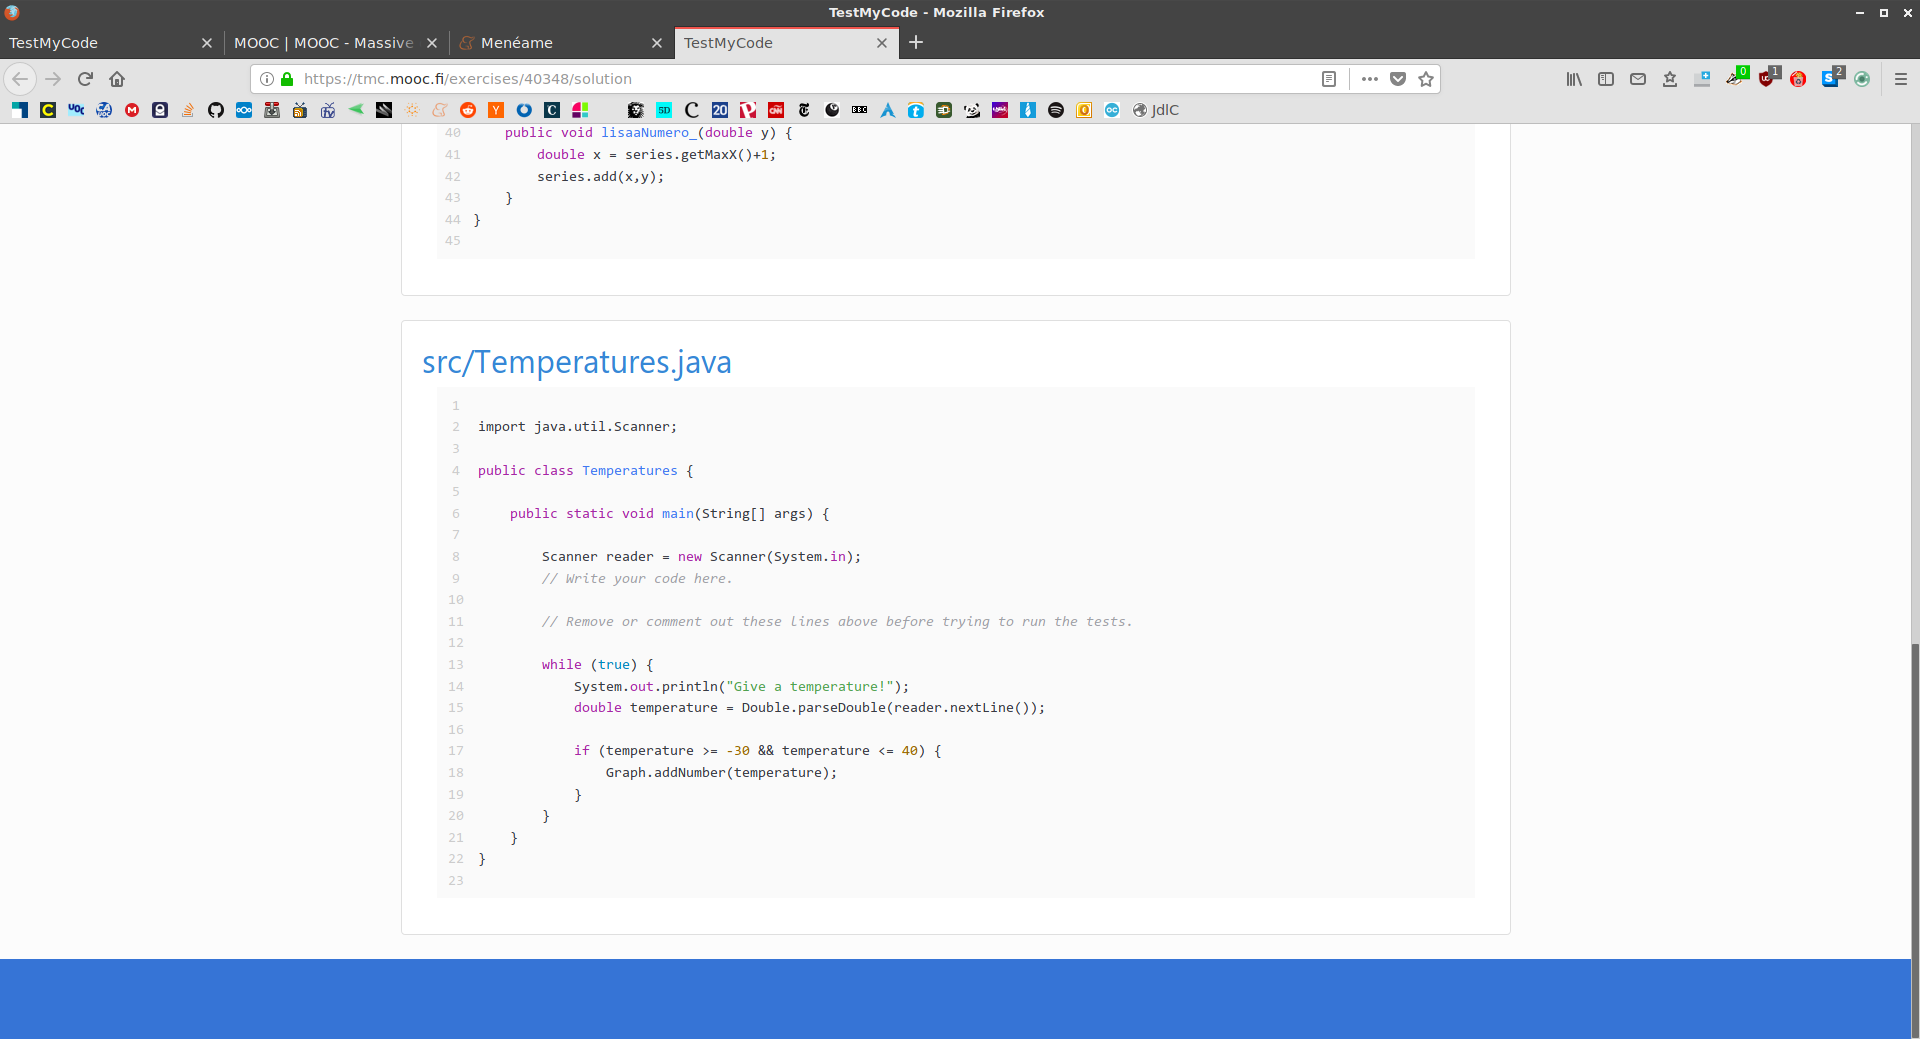 TestMyCode - Mozilla Firefox
TestMyCode
MOOC | MOOC - Massive
Menéame
TestMyCode
https://tmc.mooc.fi/exercises/40348/solution
0
1
2
JdlC
40     public void lisaaNumero_(double y) {
41         double x = series.getMaxX()+1;
42         series.add(x,y);
43     }
44 }
45
src/Temperatures.java
1
2 import java.util.Scanner;
3
4 public class Temperatures {
5
6     public static void main(String[] args) {
7
8         Scanner reader = new Scanner(System.in);
9         // Write your code here.
10
11         // Remove or comment out these lines above before trying to run the tests.
12
13         while (true) {
14             System.out.println("Give a temperature!");
15             double temperature = Double.parseDouble(reader.nextLine());
16
17             if (temperature >= -30 && temperature <= 40) {
18                 Graph.addNumber(temperature);
19             }
20         }
21     }
22 }
23